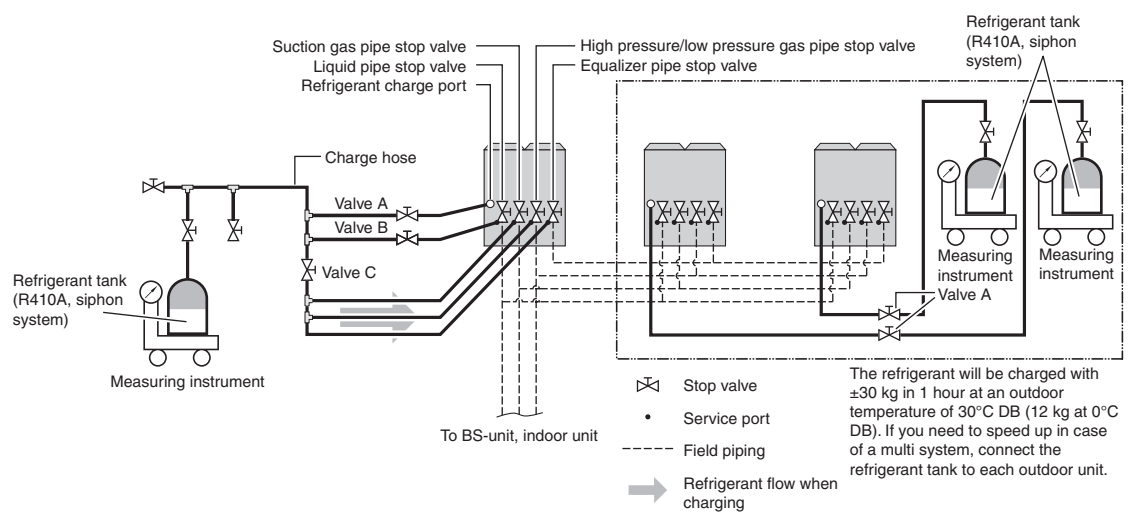 Suction gas pipe stop valve
Liquid pipe stop valve
Refrigerant charge port
High pressure/low pressure gas pipe stop valve
Equalizer pipe stop valve
Refrigerant tank
(R410A, siphon
system)
Charge hose
Valve A
Valve B
Valve C
Refrigerant tank
(R410A, siphon
system)
Measuring instrument
Measuring
instrument
Measuring
instrument
Valve A
To BS-unit, indoor unit
Stop valve
Service port
Field piping
Refrigerant flow when
charging
The refrigerant will be charged with
±30 kg in 1 hour at an outdoor
temperature of 30°C DB (12 kg at 0°C
DB). If you need to speed up in case
of a multi system, connect the
refrigerant tank to each outdoor unit.